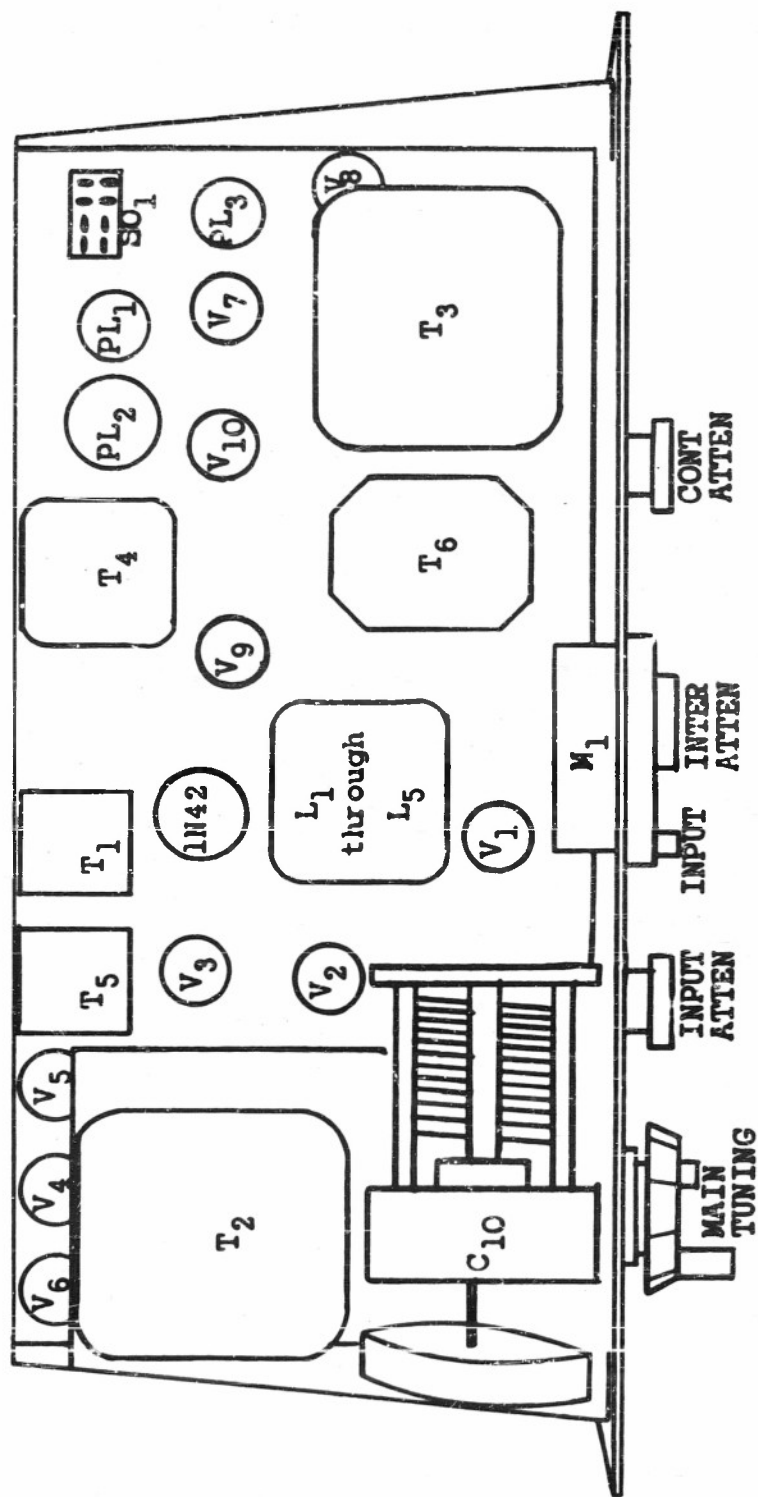 V6
V4
V5
T5
T1
T4
PL2
PL1
SO1
T2
V3
1N42
V9
V10
V7
PL3
V2
L1
through
L5
T6
T3
V8
C10
V1
M1
MAIN
TUNING
INPUT
ATTEN
INPUT
INTER
ATTEN
CONT
ATTEN